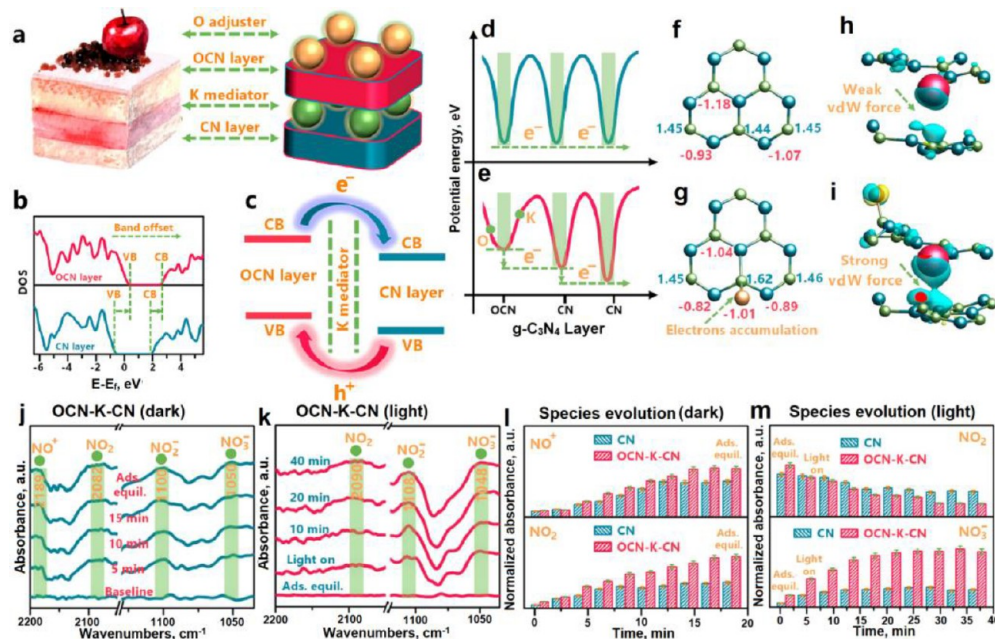 a
O adjuster
OCN layer
K mediator
CN layer
b
Band offset
VB
CB
OCN layer
VB
CB
CN layer
DOS
-6
-4
-2
0
2
4
6
E-Ef, eV
c
e⁻
CB
CB
OCN layer
K mediator
CN layer
VB
VB
h⁺
d
Potential energy, eV
e⁻
e⁻
e
K
O
e⁻
e⁻
OCN
CN
CN
g-C₃N₄ Layer
f
-1.18
1.45
1.44
1.45
-0.93
-1.07
g
-1.04
1.45
1.62
1.46
-0.82
-0.89
-1.01
Electrons accumulation
h
Weak
vdW force
i
Strong
vdW force
j
OCN-K-CN (dark)
NO⁺
NO₂
NO₂⁻
NO₃⁻
2189
2082
1100
1050
Ads.
equil.
15 min
10 min
5 min
Baseline
Absorbance, a.u.
2200
2100
1100
1050
Wavenumbers, cm⁻¹
k
OCN-K-CN (light)
NO₂
NO₂⁻
NO₃⁻
2090
1048
40 min
20 min
10 min
Light on
Ads. equil.
Absorbance, a.u.
2200
2100
1100
1050
Wavenumbers, cm⁻¹
l
Species evolution (dark)
NO⁺
CN
OCN-K-CN
Ads.
equil.
NO₂
CN
OCN-K-CN
Ads.
equil.
Normalized absorbance, a.u.
0
5
10
15
20
Time, min
m
Species evolution (light)
Ads.
equil.
Light
on
CN
OCN-K-CN
NO₂
CN
OCN-K-CN
NO₃⁻
Light
on
Ads.
equil.
Normalized absorbance, a.u.
0
5
10
15
20
25
30
35
40
Time, min